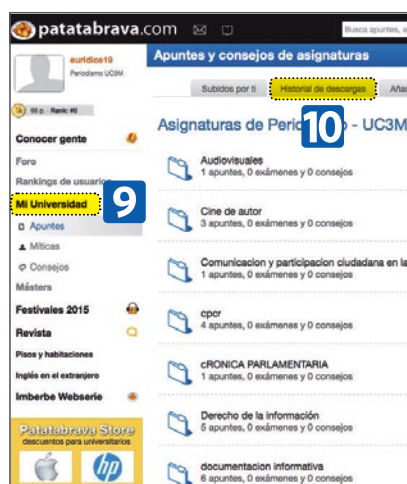 patatabrava.com
Busca apuntes, a
euridice19
Periodismo UC3M
66 p. · Rank: #0
Conocer gente
Foro
Rankings de usuarios
Mi Universidad
9
Apuntes
Míticas
Consejos
Másters
Festivales 2015
Revista
Pisos y habitaciones
Inglés en el extranjero
Imberbe Webserie
Patatabrava Store
descuentos para universitarios
hp
Apuntes y consejos de asignaturas
Subidos por ti
Historial de descargas
Añad
10
Asignaturas de Perio - UC3M
Audiovisuales
1 apuntes, 0 exámenes y 0 consejos
Cine de autor
3 apuntes, 0 exámenes y 0 consejos
Comunicacion y participacion ciudadana en la
1 apuntes, 0 exámenes y 0 consejos
cpcr
4 apuntes, 0 exámenes y 0 consejos
cRONICA PARLAMENTARIA
1 apuntes, 0 exámenes y 0 consejos
Derecho de la información
5 apuntes, 0 exámenes y 0 consejos
documentacion informativa
6 apuntes, 0 exámenes y 0 consejos